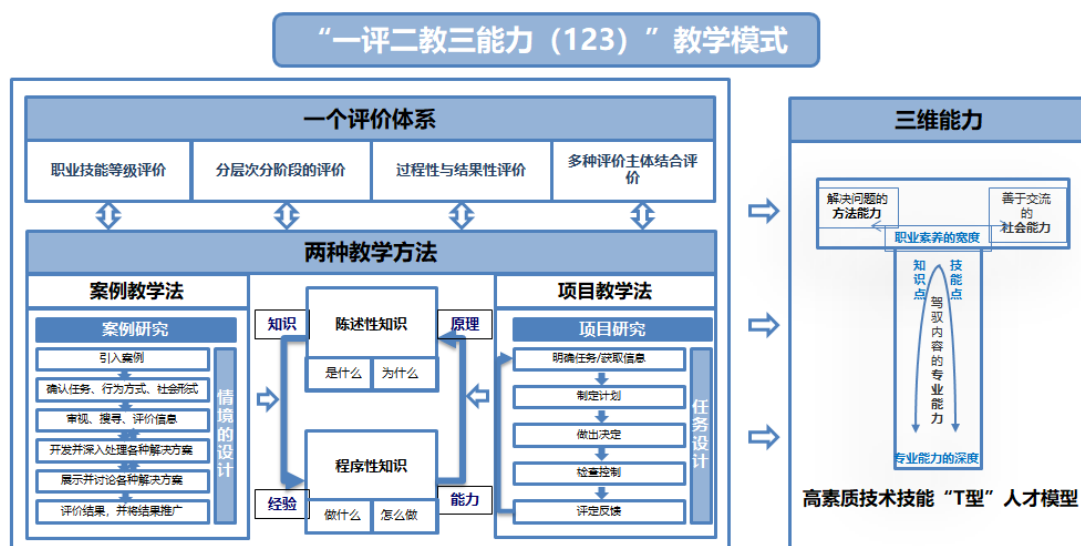 “一评二教三能力（123）”教学模式
一个评价体系
职业技能等级评价
分层次分阶段的评价
过程性与结果性评价
多种评价主体结合评
价
两种教学方法
案例教学法
案例研究
引入案例
确认任务、行为方式、社会形式
审视、搜寻、评价信息
开发并深入处理各种解决方案
展示并讨论各种解决方案
评价结果，并将结果推广
情境的设计
知识
陈述性知识
原理
是什么
为什么
程序性知识
经验
能力
做什么
怎么做
项目教学法
项目研究
明确任务/获取信息
制定计划
做出决定
检查控制
评定反馈
任务设计
三维能力
解决问题的
方法能力
善于交流
的
社会能力
职业素养的宽度
知识点
技能点
驾驭内容的专业能力
专业能力的深度
高素质技术技能“T型”人才模型